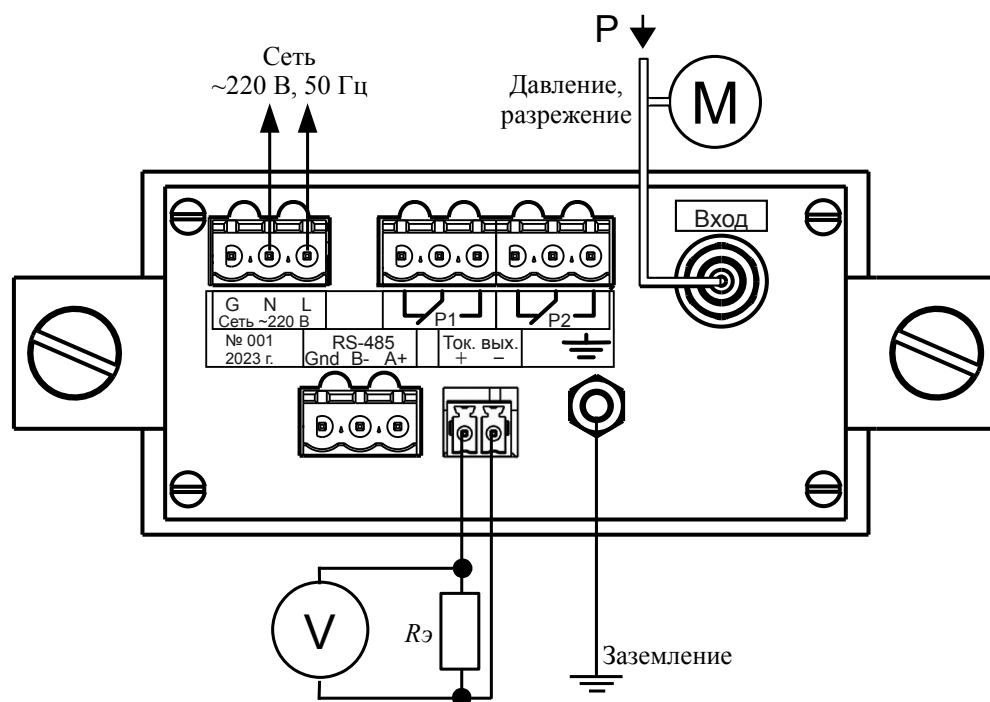 P
Сеть
~220 В, 50 Гц
Давление,
разрежение
M
Вход
G N L
Сеть ~220 В
P1
P2
№ 001
2023 г.
RS-485
Gnd B- A+
Ток. вых.
+ −
V
Rэ
Заземление